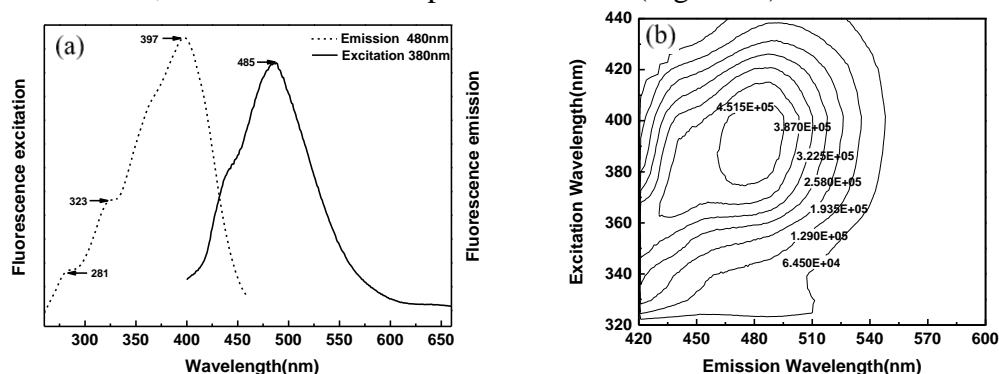 (a)
397
Emission 480nm
Excitation 380nm
485
323
281
Fluorescence excitation
Fluorescence emission
300 350 400 450 500 550 600 650
Wavelength(nm)
(b)
440
420
400
380
360
340
320
4.515E+05
3.870E+05
3.225E+05
2.580E+05
1.935E+05
1.290E+05
6.450E+04
Excitation Wavelength(nm)
420 450 480 510 540 570 600
Emission Wavelength(nm)